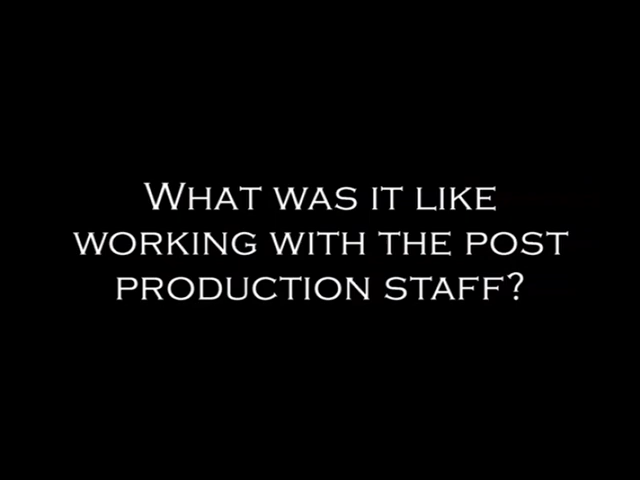 What was it like
working with the post
production staff?